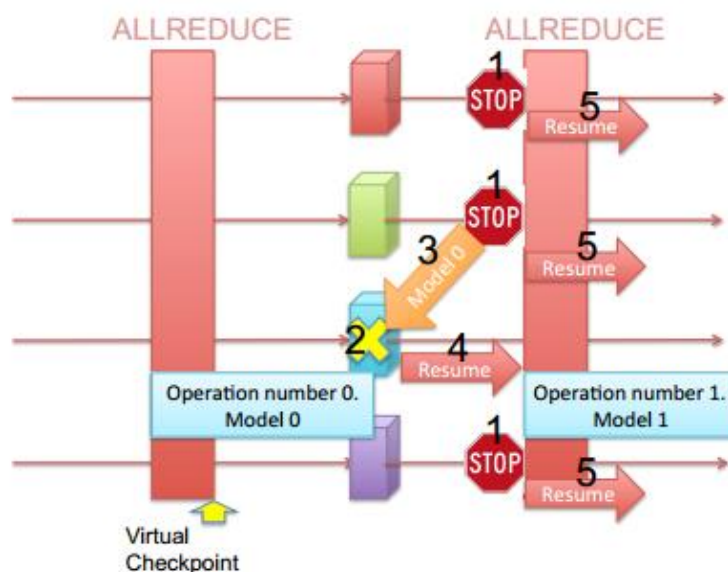 ALLREDUCE
ALLREDUCE
1
STOP
5
Resume
1
STOP
3
Model 0
5
Resume
2
4
Resume
Operation number 0.
Model 0
Operation number 1.
Model 1
1
STOP
5
Resume
Virtual
Checkpoint